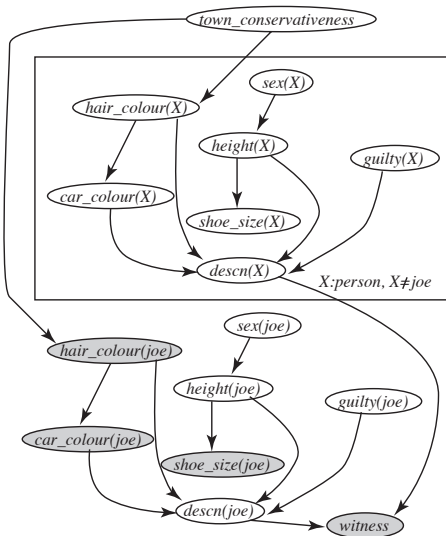 town_conservativeness
sex(X)
hair_colour(X)
height(X)
guilty(X)
car_colour(X)
shoe_size(X)
descn(X)
X:person, X≠joe
sex(joe)
hair_colour(joe)
height(joe)
guilty(joe)
car_colour(joe)
shoe_size(joe)
descn(joe)
witness